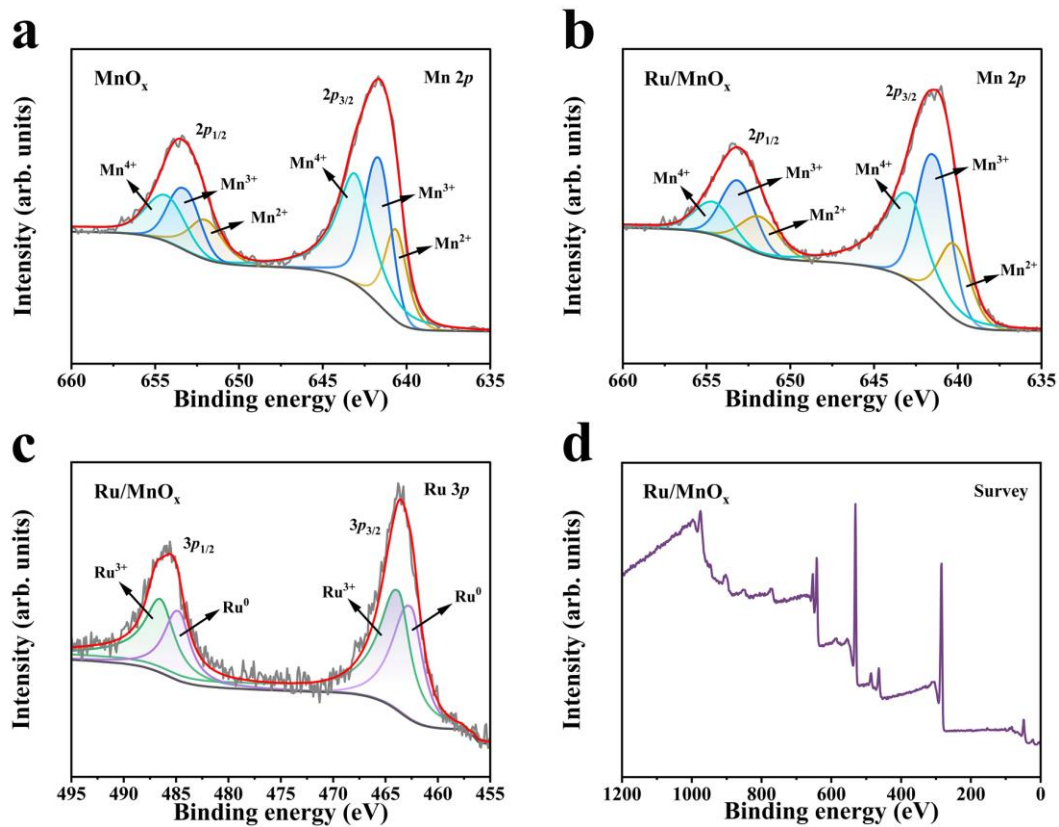 a
MnOₓ
Mn 2p
2p₃/₂
2p₁/₂
Mn⁴⁺
Mn³⁺
Mn²⁺
Mn⁴⁺
Mn³⁺
Mn²⁺
Intensity (arb. units)
660 655 650 645 640 635
Binding energy (eV)
b
Ru/MnOₓ
Mn 2p
2p₃/₂
2p₁/₂
Mn⁴⁺
Mn³⁺
Mn²⁺
Mn⁴⁺
Mn³⁺
Mn²⁺
Intensity (arb. units)
660 655 650 645 640 635
Binding energy (eV)
c
Ru/MnOₓ
Ru 3p
3p₃/₂
3p₁/₂
Ru³⁺
Ru⁰
Ru³⁺
Ru⁰
Intensity (arb. units)
495 490 485 480 475 470 465 460 455
Binding energy (eV)
d
Ru/MnOₓ
Survey
Intensity (arb. units)
1200 1000 800 600 400 200 0
Binding energy (eV)